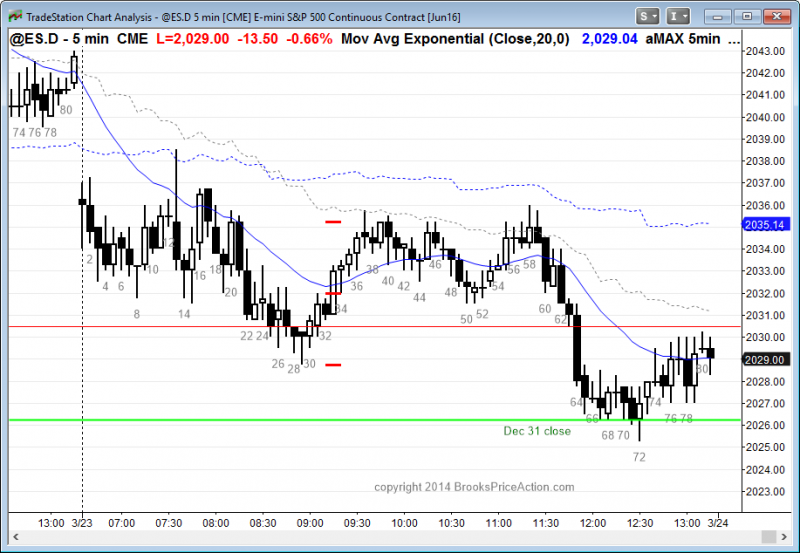 TradeStation Chart Analysis - @ES.D 5 min [CME] E-mini S&P 500 Continuous Contract [Jun16]
S I
@ES.D - 5 min CME L=2,029.00 -13.50 -0.66% Mov Avg Exponential (Close,20,0) 2,029.04 aMAX 5min ...
2043.00
2042.00
2041.00
2040.00
2039.00
2038.00
2037.00
2036.00
2035.14
2034.00
2033.00
2032.00
2031.00
2030.00
2029.00
2028.00
2027.00
2026.00
2025.00
2024.00
2023.00
74 76 78 80
2 4 6 8 10 12 14 16 18 20
22 24 26 28 30 32 34 36 38 40 42 44 46 48 50 52 54 56 58 60 62
64 66 68 70 72 74 76 78 80
Dec 31 close
copyright 2014 BrooksPriceAction.com
13:00 3/23 07:00 07:30 08:00 08:30 09:00 09:30 10:00 10:30 11:00 11:30 12:00 12:30 13:00 3/24